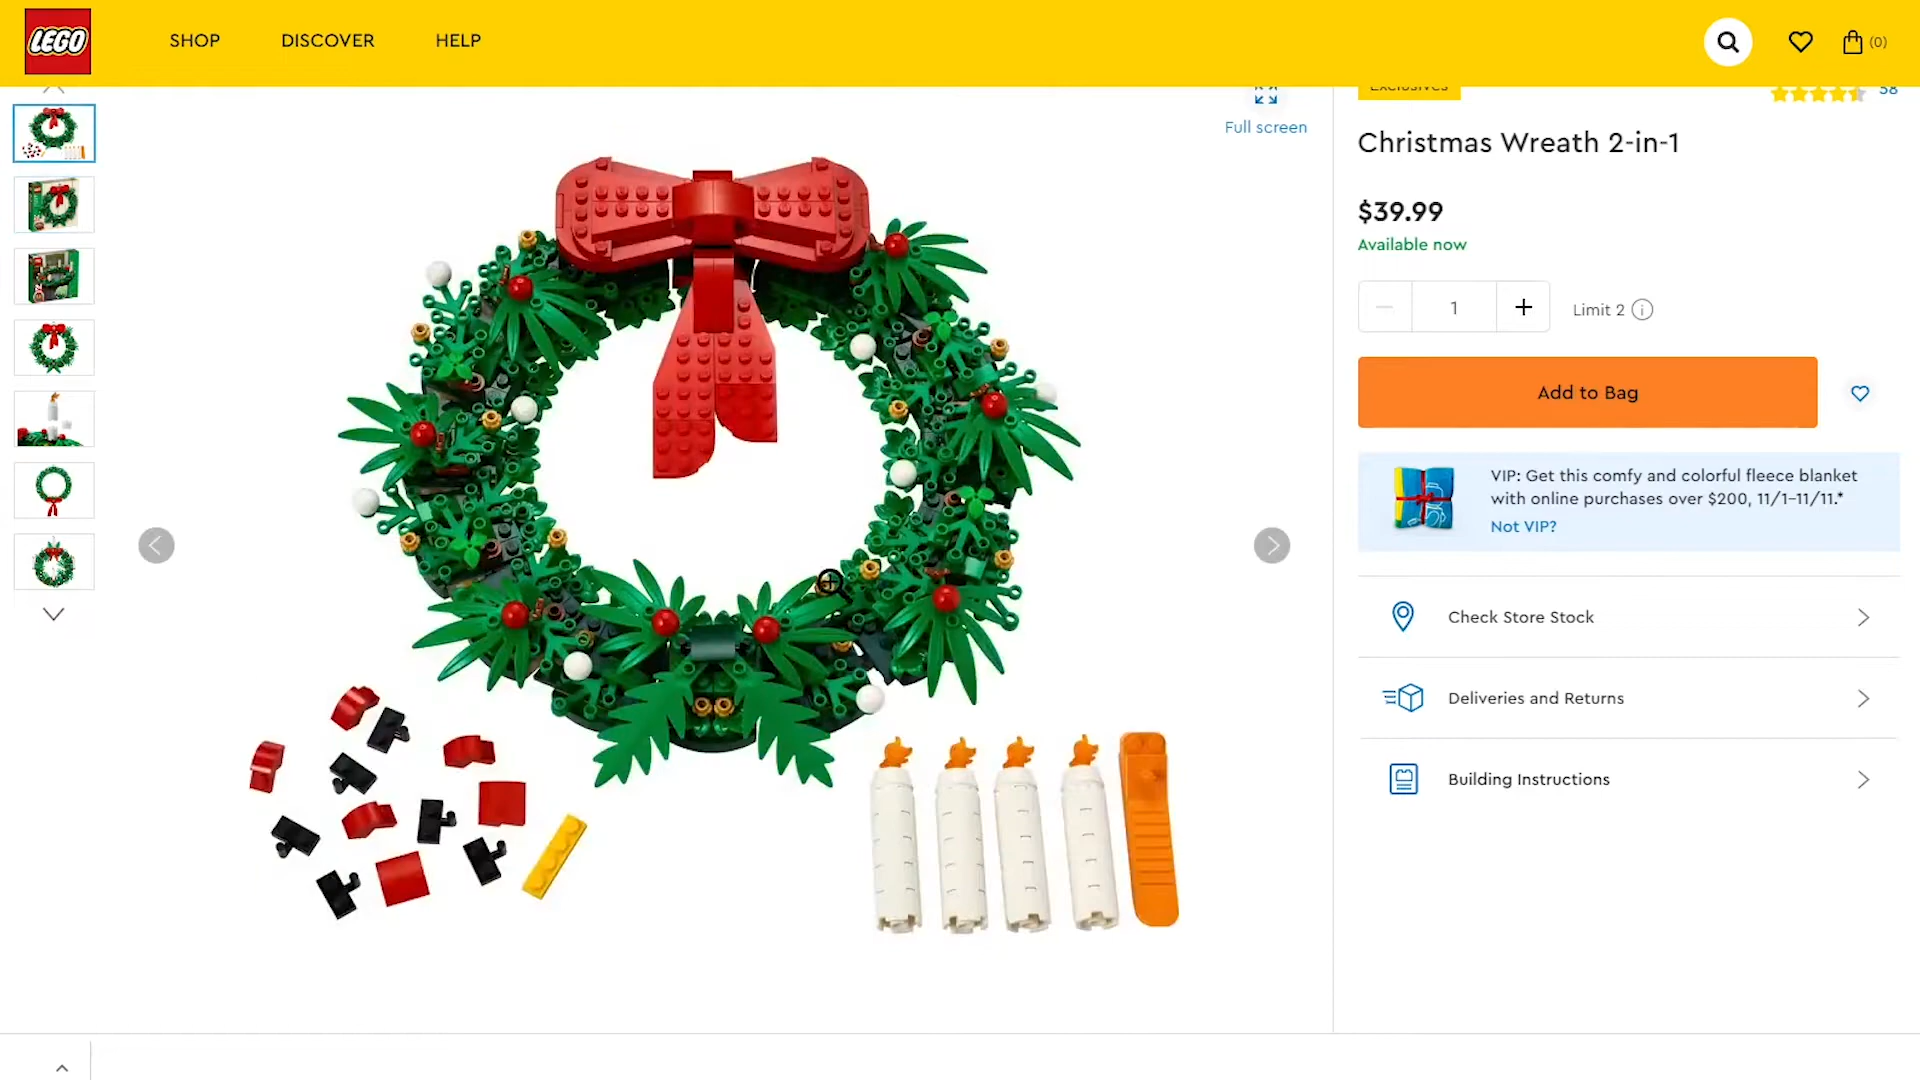 LEGO
SHOP
DISCOVER
HELP
(0)
Full screen
Exclusives
58
Christmas Wreath 2-in-1
$39.99
Available now
1
Limit 2
Add to Bag
VIP: Get this comfy and colorful fleece blanket
with online purchases over $200, 11/1-11/11.*
Not VIP?
Check Store Stock
Deliveries and Returns
Building Instructions